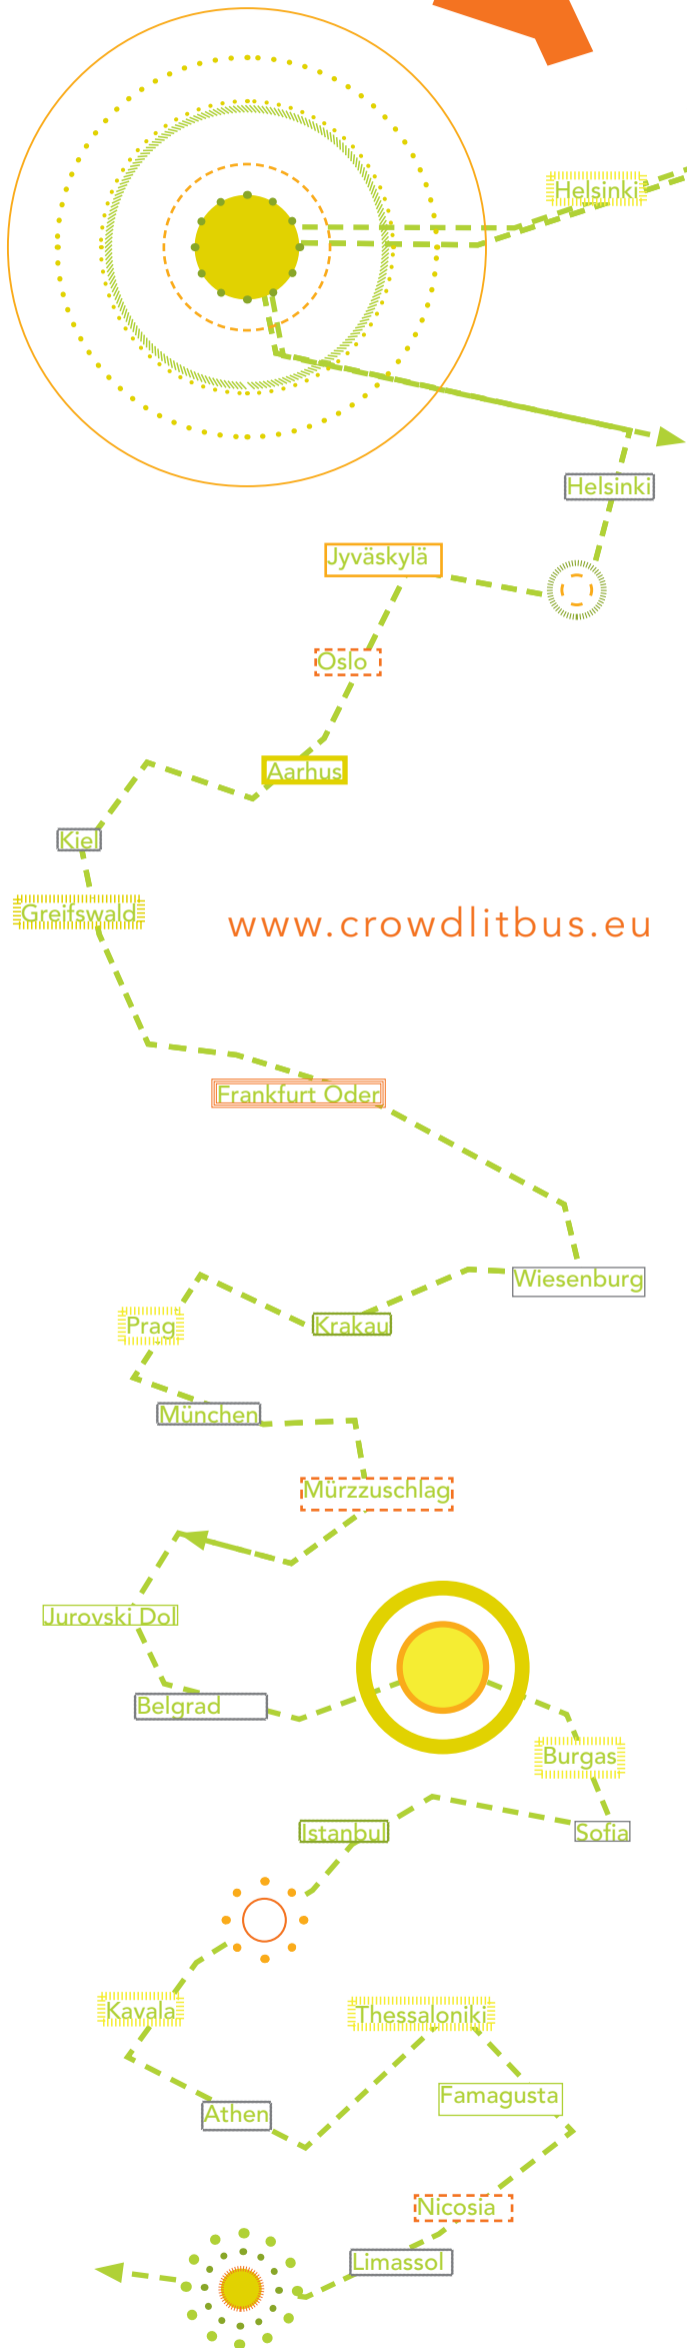 Helsinki
Helsinki
Jyväskylä
Oslo
Aarhus
Kiel
Greifswald
www.crowdlitbus.eu
Frankfurt Oder
Wiesenburg
Krakau
Prag
München
Mürzzuschlag
Jurovski Dol
Belgrad
Burgas
Sofia
Istanbul
Kavala
Thessaloniki
Athen
Famagusta
Nicosia
Limassol